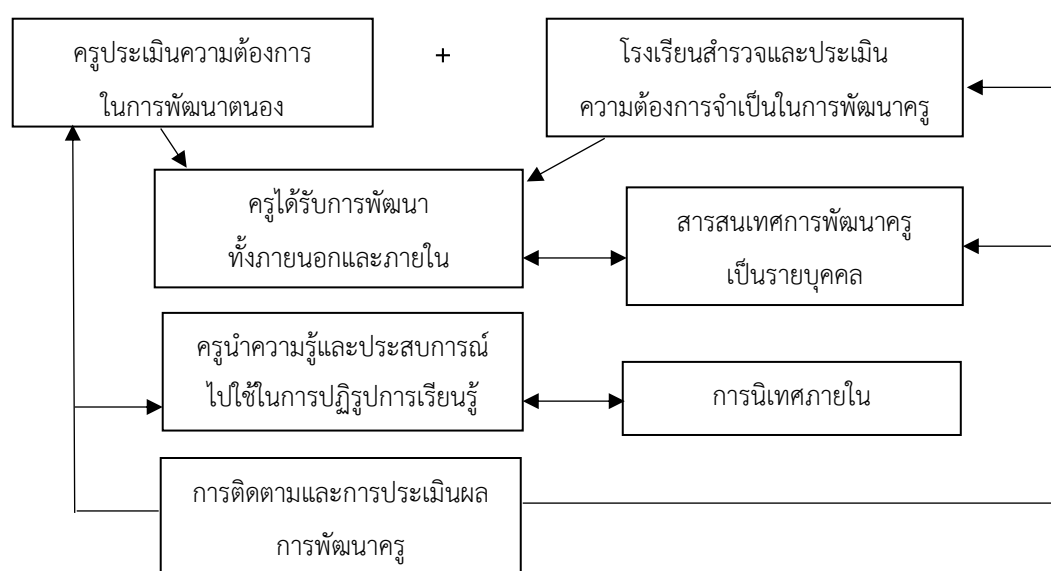 ครูประเมินความต้องการ
ในการพัฒนาตนอง
+
โรงเรียนสำรวจและประเมิน
ความต้องการจำเป็นในการพัฒนาครู
ครูได้รับการพัฒนา
ทั้งภายนอกและภายใน
สารสนเทศการพัฒนาครู
เป็นรายบุคคล
ครูนำความรู้และประสบการณ์
ไปใช้ในการปฏิรูปการเรียนรู้
การนิเทศภายใน
การติดตามและการประเมินผล
การพัฒนาครู